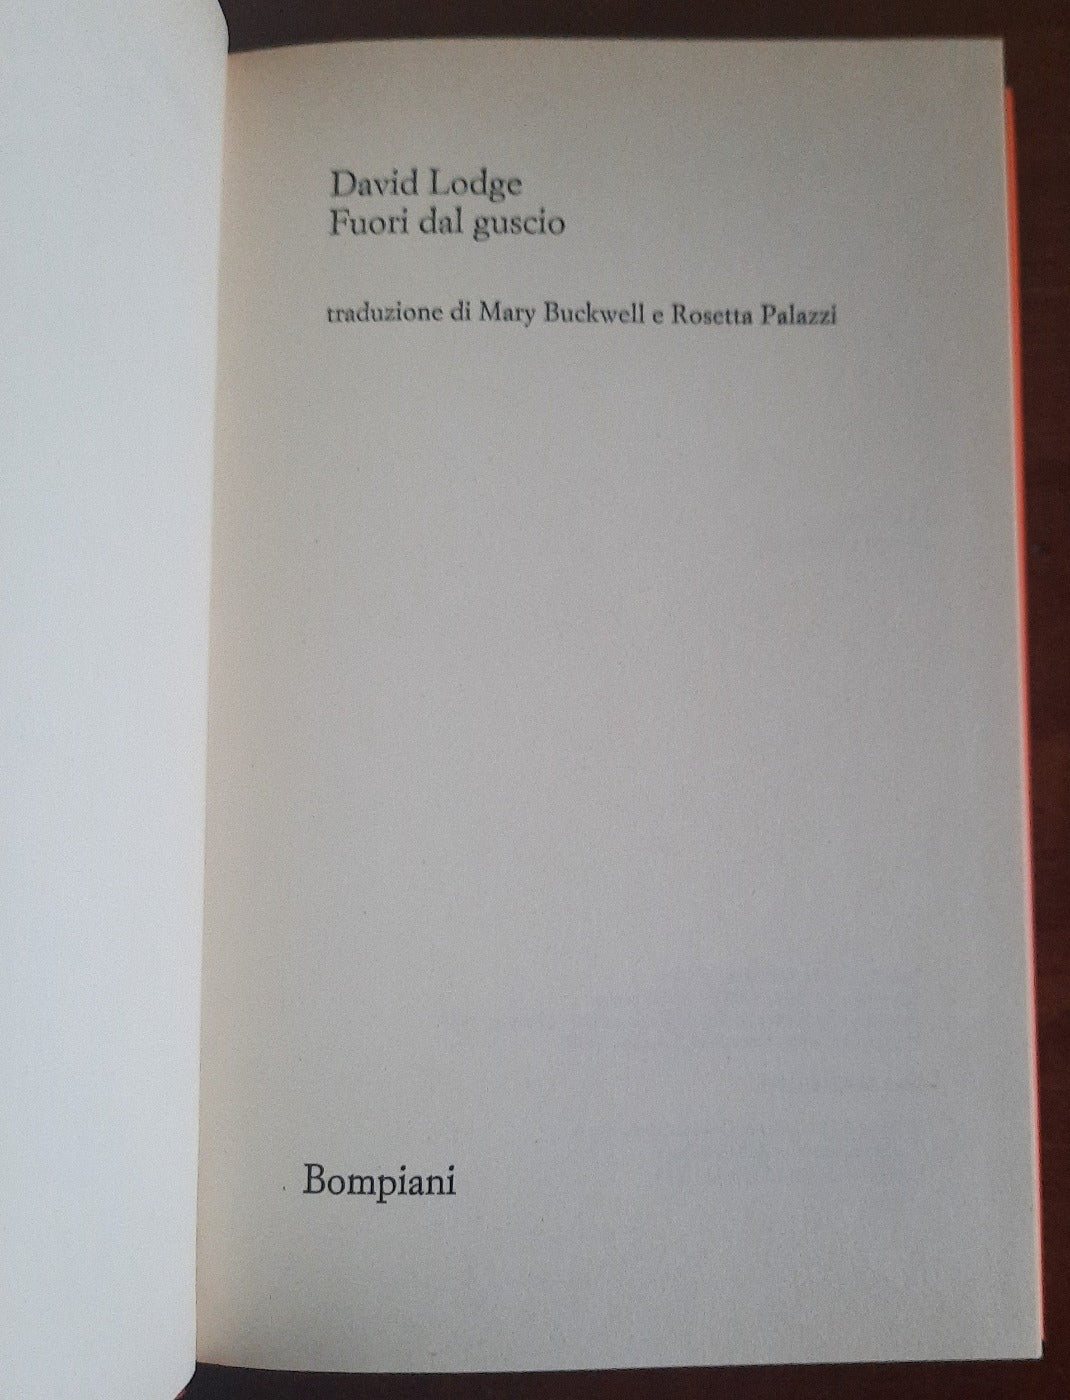 David Lodge
Fuori dal guscio
traduzione di Mary Buckwell e Rosetta Palazzi
Bompiani